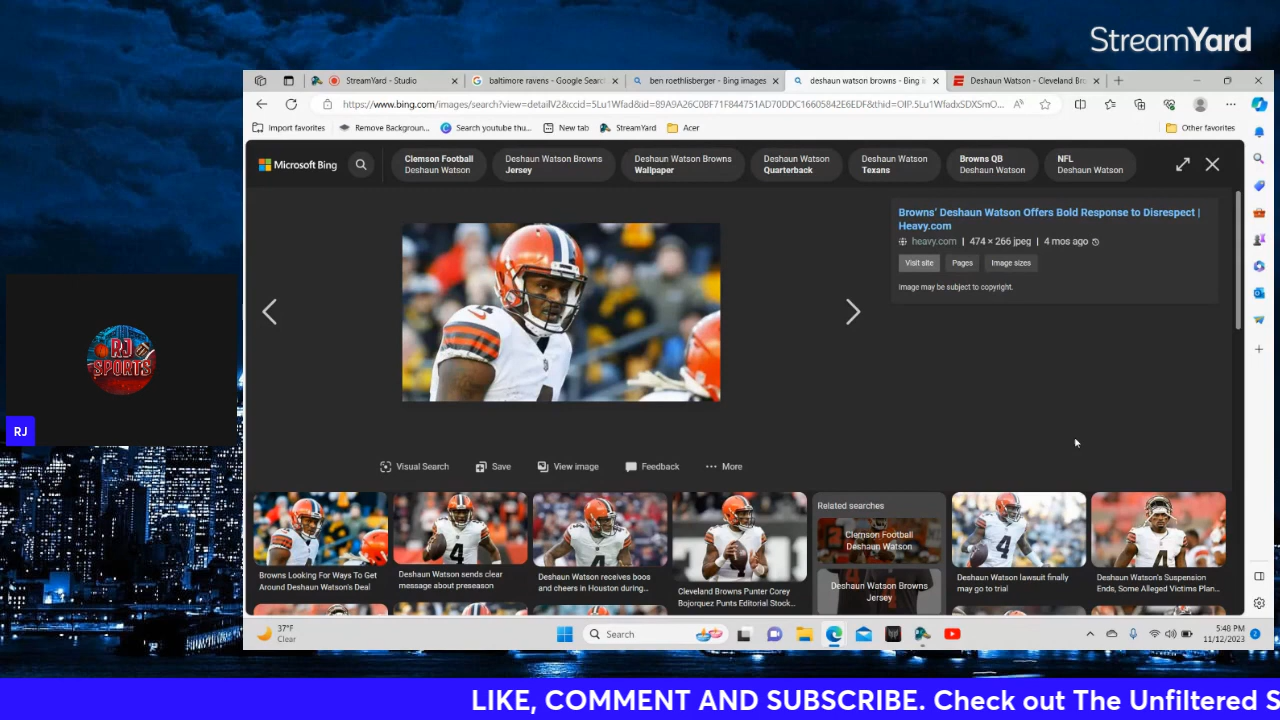 StreamYard
StreamYard - Studio
baltimore ravens - Google Searc
ben roethlisberger - Bing images
deshaun watson browns - Bing i
Deshaun Watson - Cleveland Br
https://www.bing.com/images/search?view=detailV2&ccid=5Lu1Wfad&id=89A9A26C0BF71F844751AD70DDC16605842E6EDF&thid=OIP.5Lu1WfadxSDXSmO...
Import favorites
Remove Backgroun...
Search youtube thu...
New tab
StreamYard
Acer
Other favorites
Microsoft Bing
Clemson Football
Deshaun Watson
Deshaun Watson Browns
Jersey
Deshaun Watson Browns
Wallpaper
Deshaun Watson
Quarterback
Deshaun Watson
Texans
Browns QB
Deshaun Watson
NFL
Deshaun Watson
Browns' Deshaun Watson Offers Bold Response to Disrespect |
Heavy.com
heavy.com | 474 × 266 jpeg | 4 mos ago
Visit site
Pages
Image sizes
Image may be subject to copyright.
RJ
SPORTS
RJ
Visual Search
Save
View image
Feedback
More
Browns Looking For Ways To Get
Around Deshaun Watson's Deal
Deshaun Watson sends clear
message about preseason
Deshaun Watson receives boos
and cheers in Houston during...
Cleveland Browns Punter Corey
Bojorquez Punts Editorial Stock...
Related searches
Clemson Football
Deshaun Watson
Deshaun Watson Browns
Jersey
Deshaun Watson lawsuit finally
may go to trial
Deshaun Watson's Suspension
Ends, Some Alleged Victims Plan...
37°F
Clear
Search
5:48 PM
11/12/2023
2
LIKE, COMMENT AND SUBSCRIBE. Check out The Unfiltered S